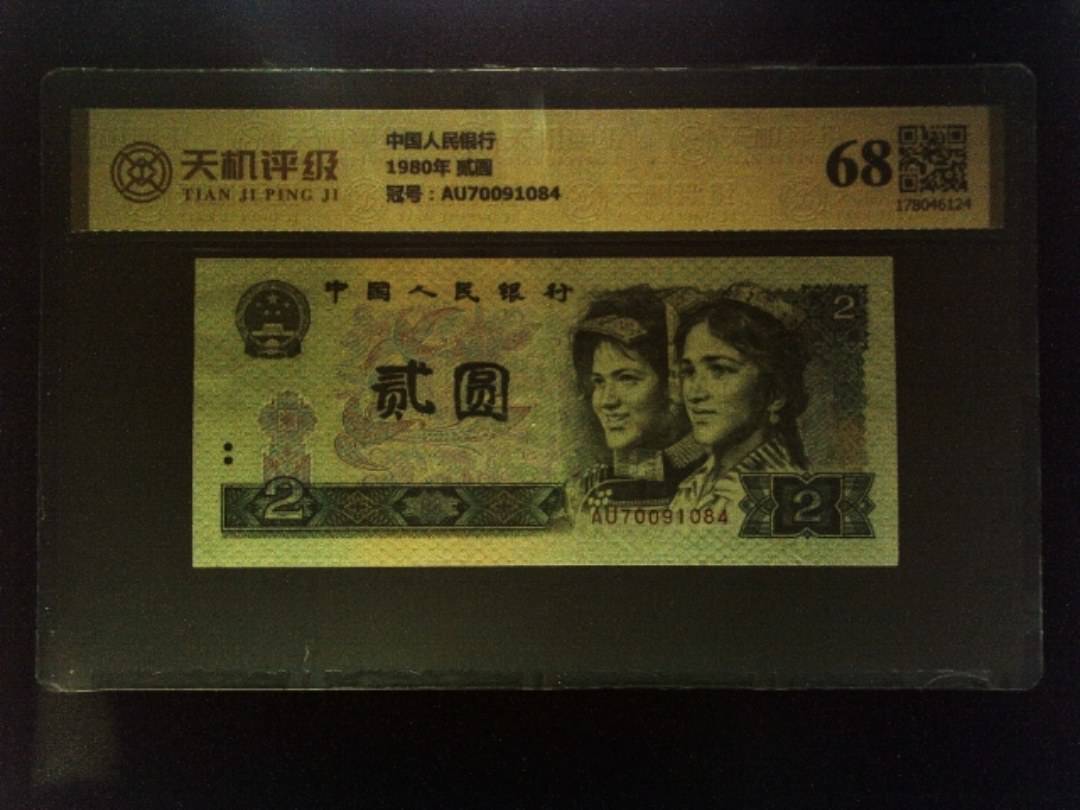 天机评级
TIAN JI PING JI
中国人民银行
1980年 贰圆
冠号：AU70091084
68
178046124
中国人民银行
2
贰圆
2
AU70091084
2